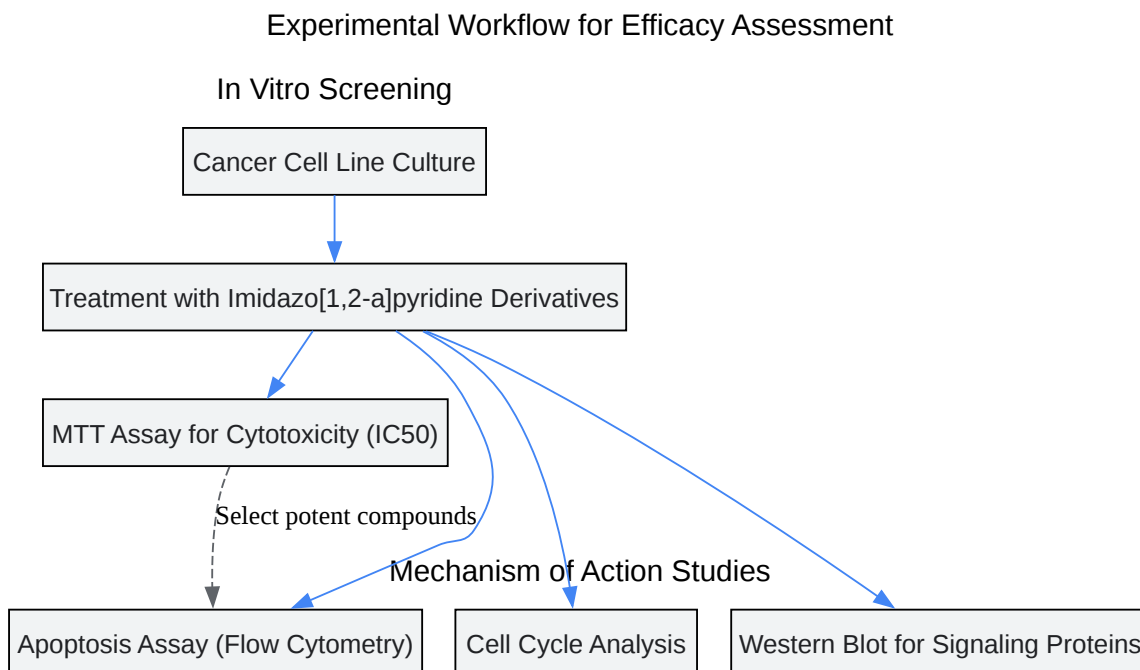 Experimental Workflow for Efficacy Assessment
In Vitro Screening
Cancer Cell Line Culture
Treatment with Imidazo[1,2-a]pyridine Derivatives
MTT Assay for Cytotoxicity (IC50)
Select potent compounds
Mechanism of Action Studies
Apoptosis Assay (Flow Cytometry)
Cell Cycle Analysis
Western Blot for Signaling Proteins